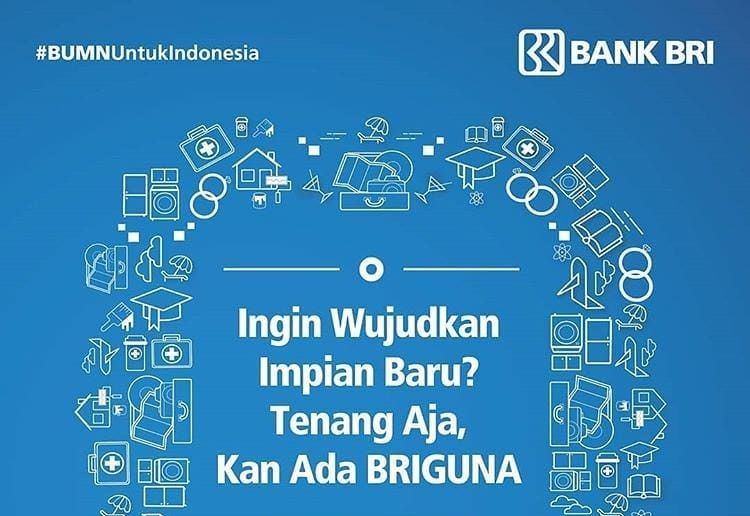 #BUMNUntukIndonesia
BANK BRI
Ingin Wujudkan
Impian Baru?
Tenang Aja,
Kan Ada BRIGUNA